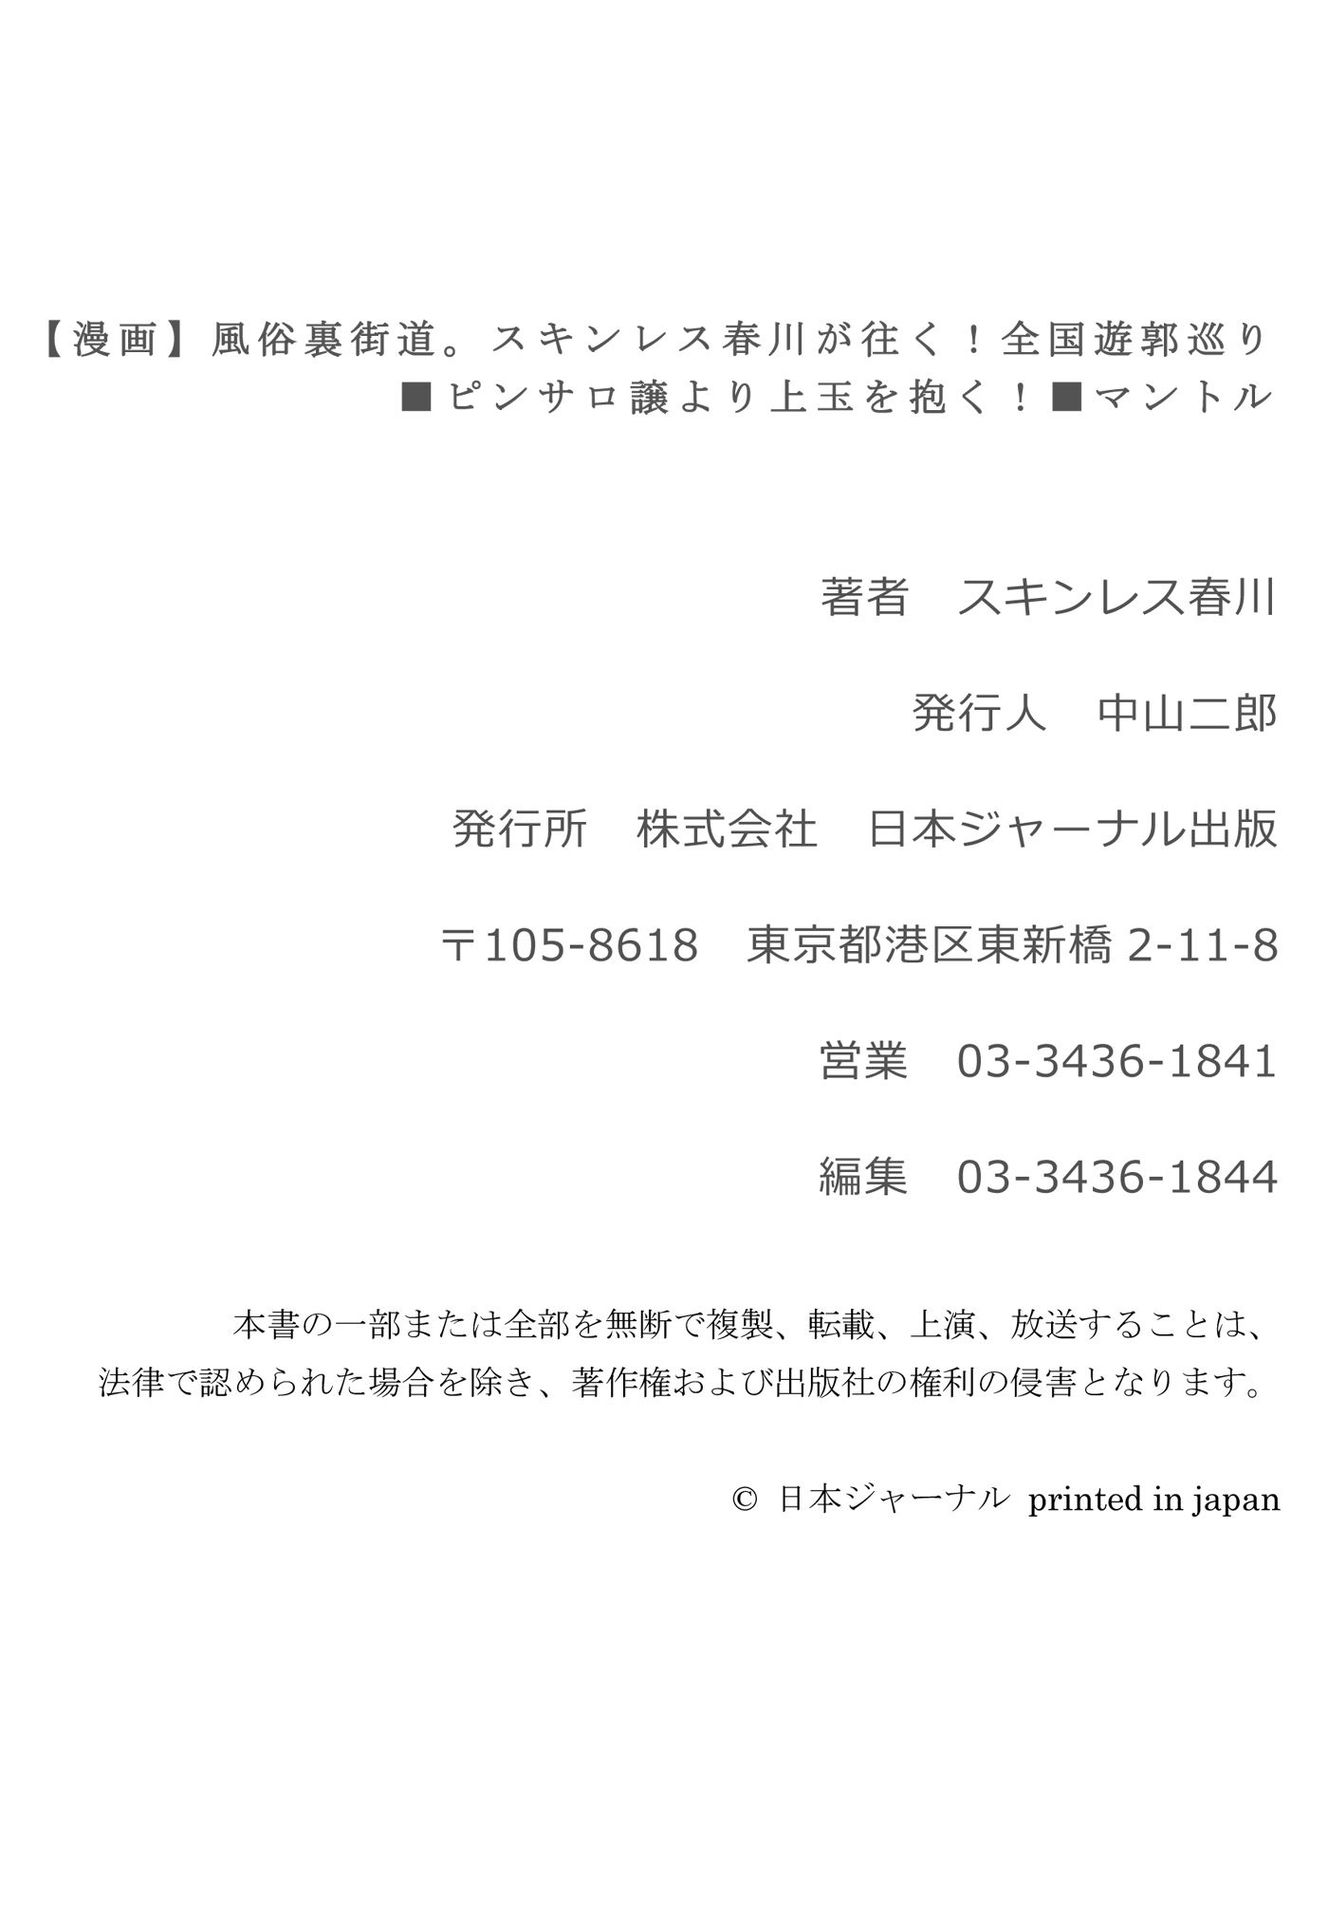 【漫画】風俗裏街道。スキンレス春川が往く！全国遊郭巡り
■ピンサロ譲より上玉を抱く！■マントル
著者　スキンレス春川
発行人　中山二郎
発行所　株式会社　日本ジャーナル出版
〒105-8618　東京都港区東新橋 2-11-8
営業　03-3436-1841
編集　03-3436-1844
本書の一部または全部を無断で複製、転載、上演、放送することは、
法律で認められた場合を除き、著作権および出版社の権利の侵害となります。
© 日本ジャーナル printed in japan